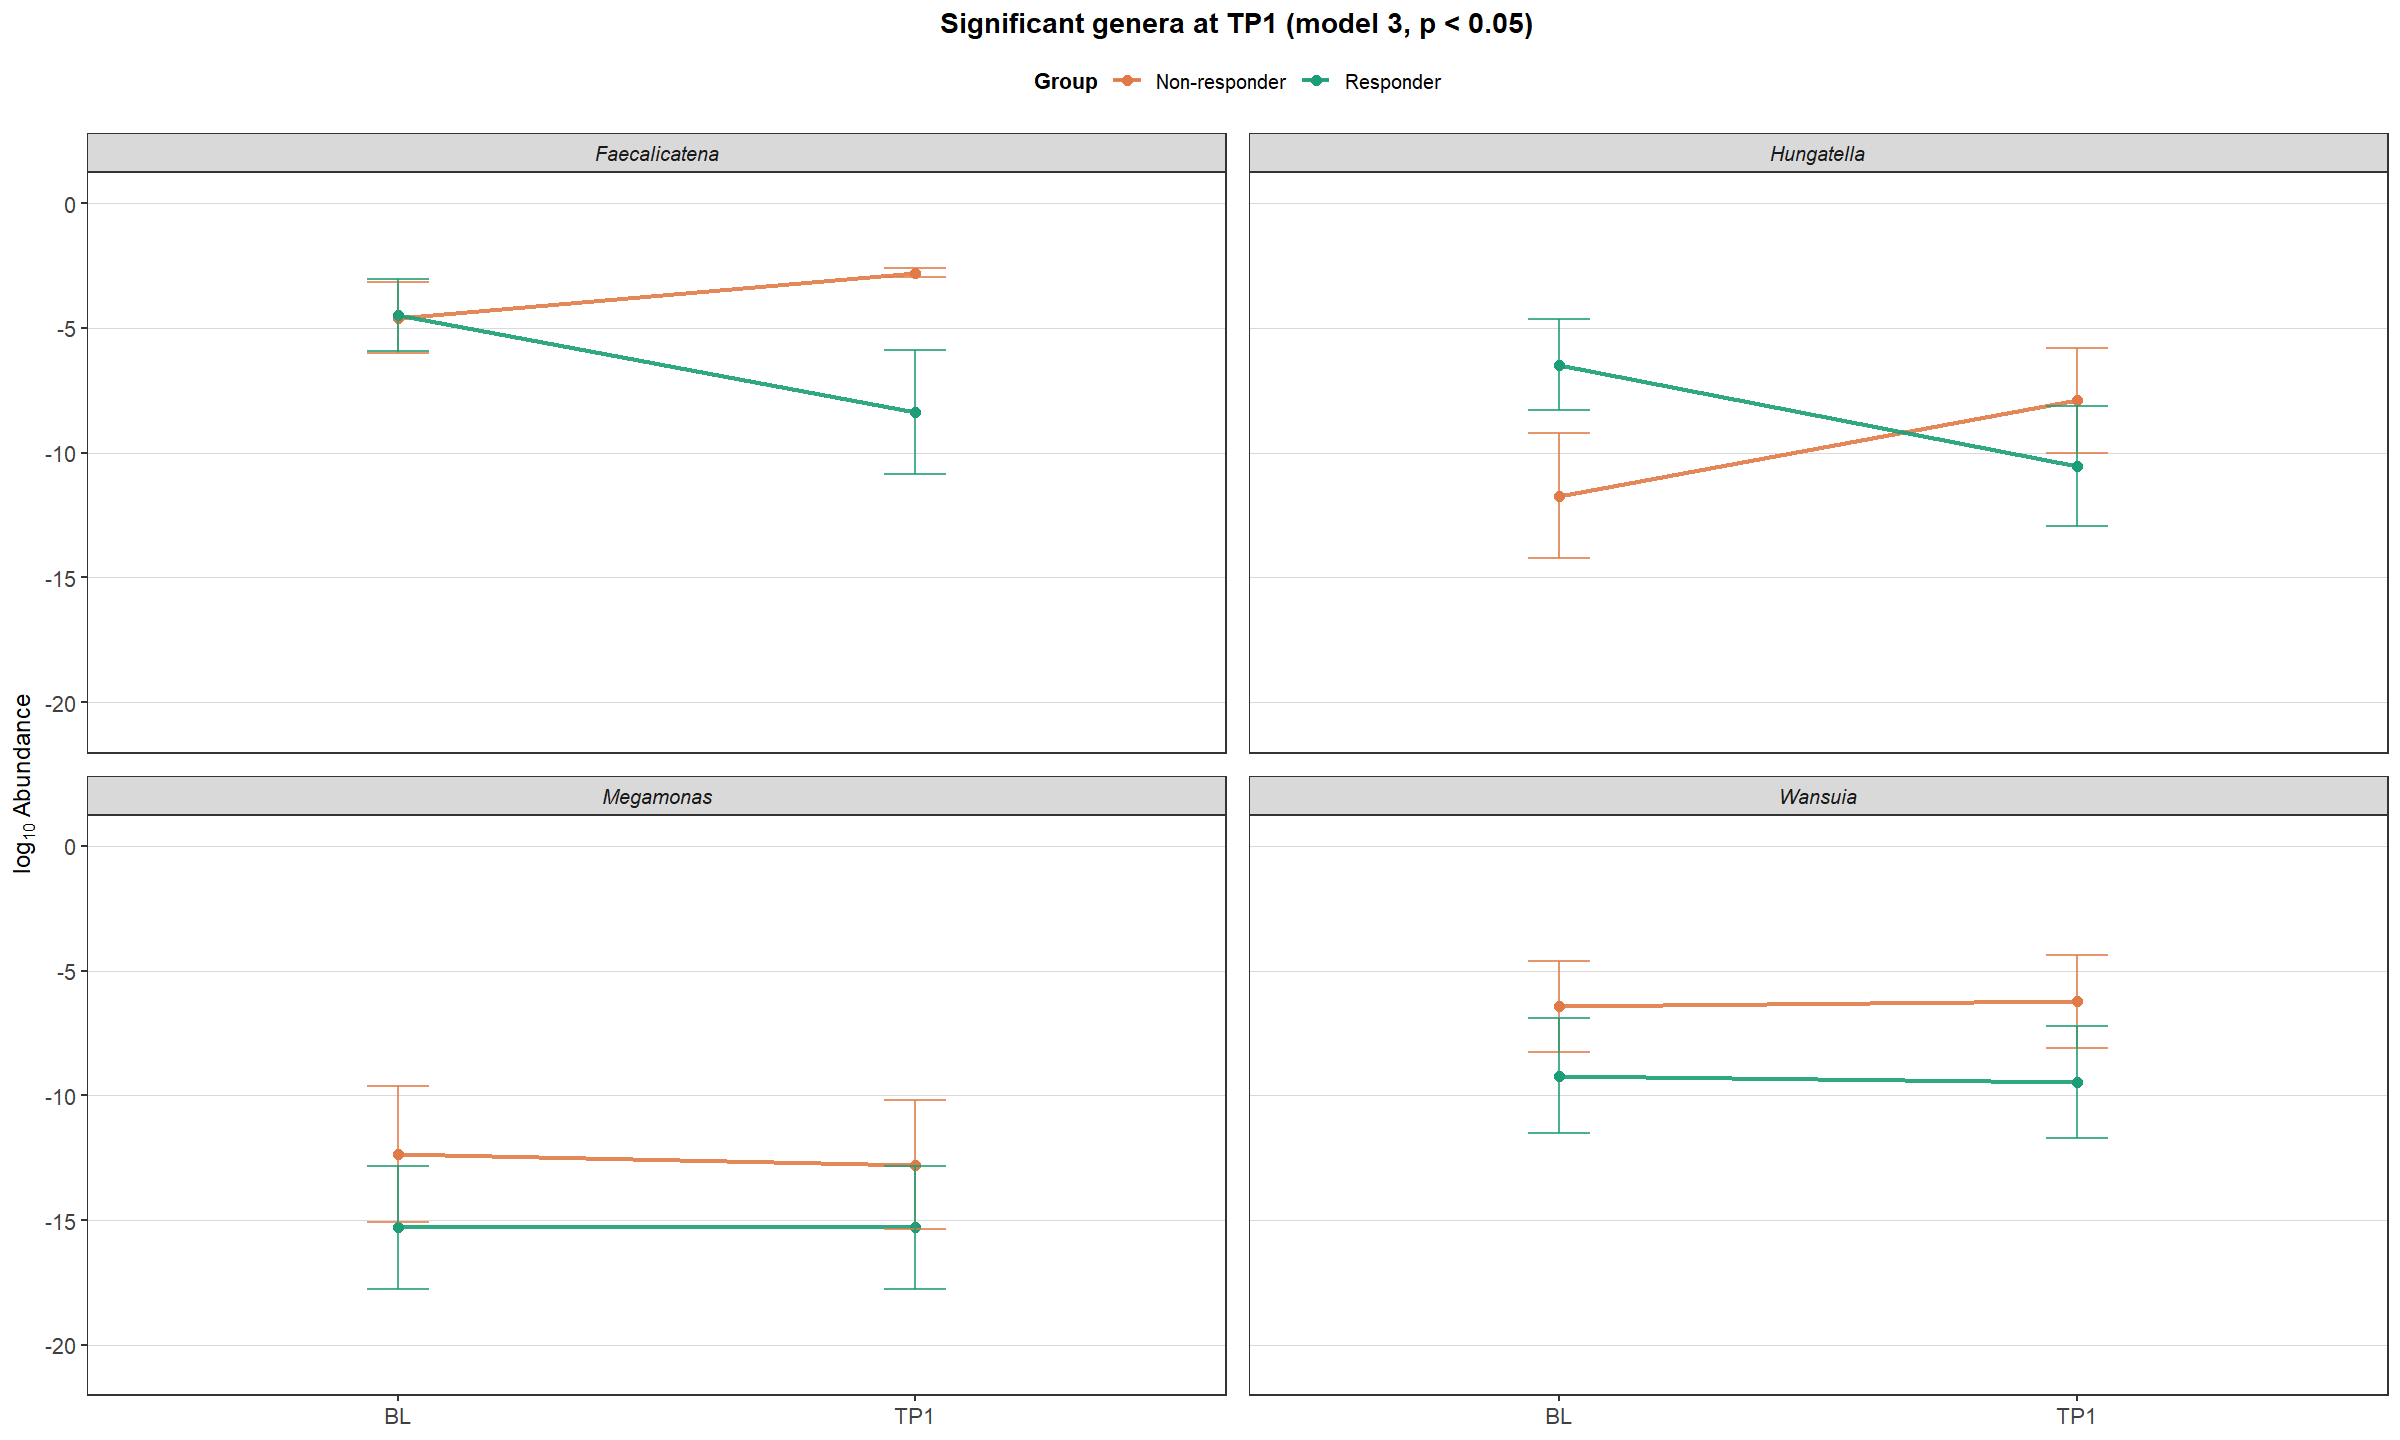 Significant genera at TP1 (model 3, p < 0.05)
Group Non-responder Responder
Faecalicatena
Hungatella
0
-5
-10
-15
-20
log₁₀ Abundance
Megamonas
Wansuia
0
-5
-10
-15
-20
BL TP1
BL TP1